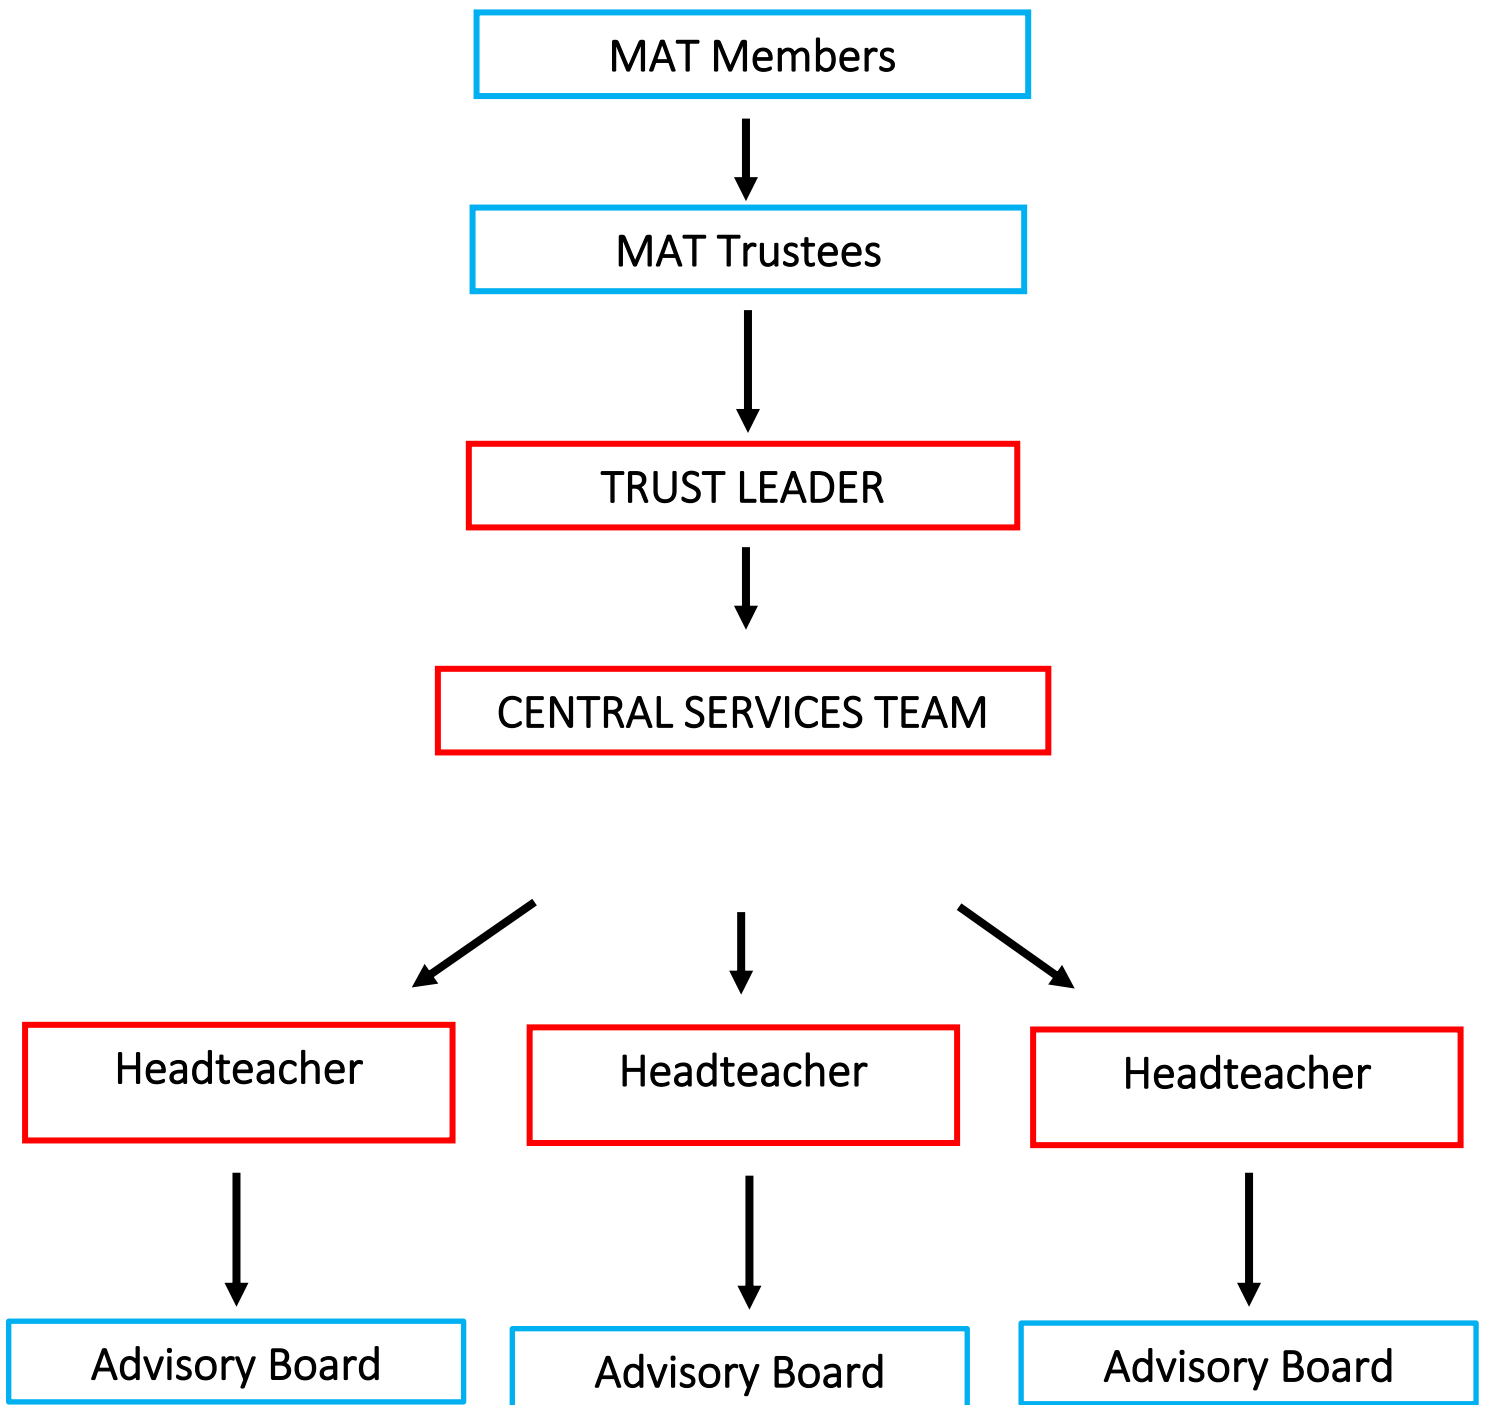 MAT Members
MAT Trustees
TRUST LEADER
CENTRAL SERVICES TEAM
Headteacher
Headteacher
Headteacher
Advisory Board
Advisory Board
Advisory Board